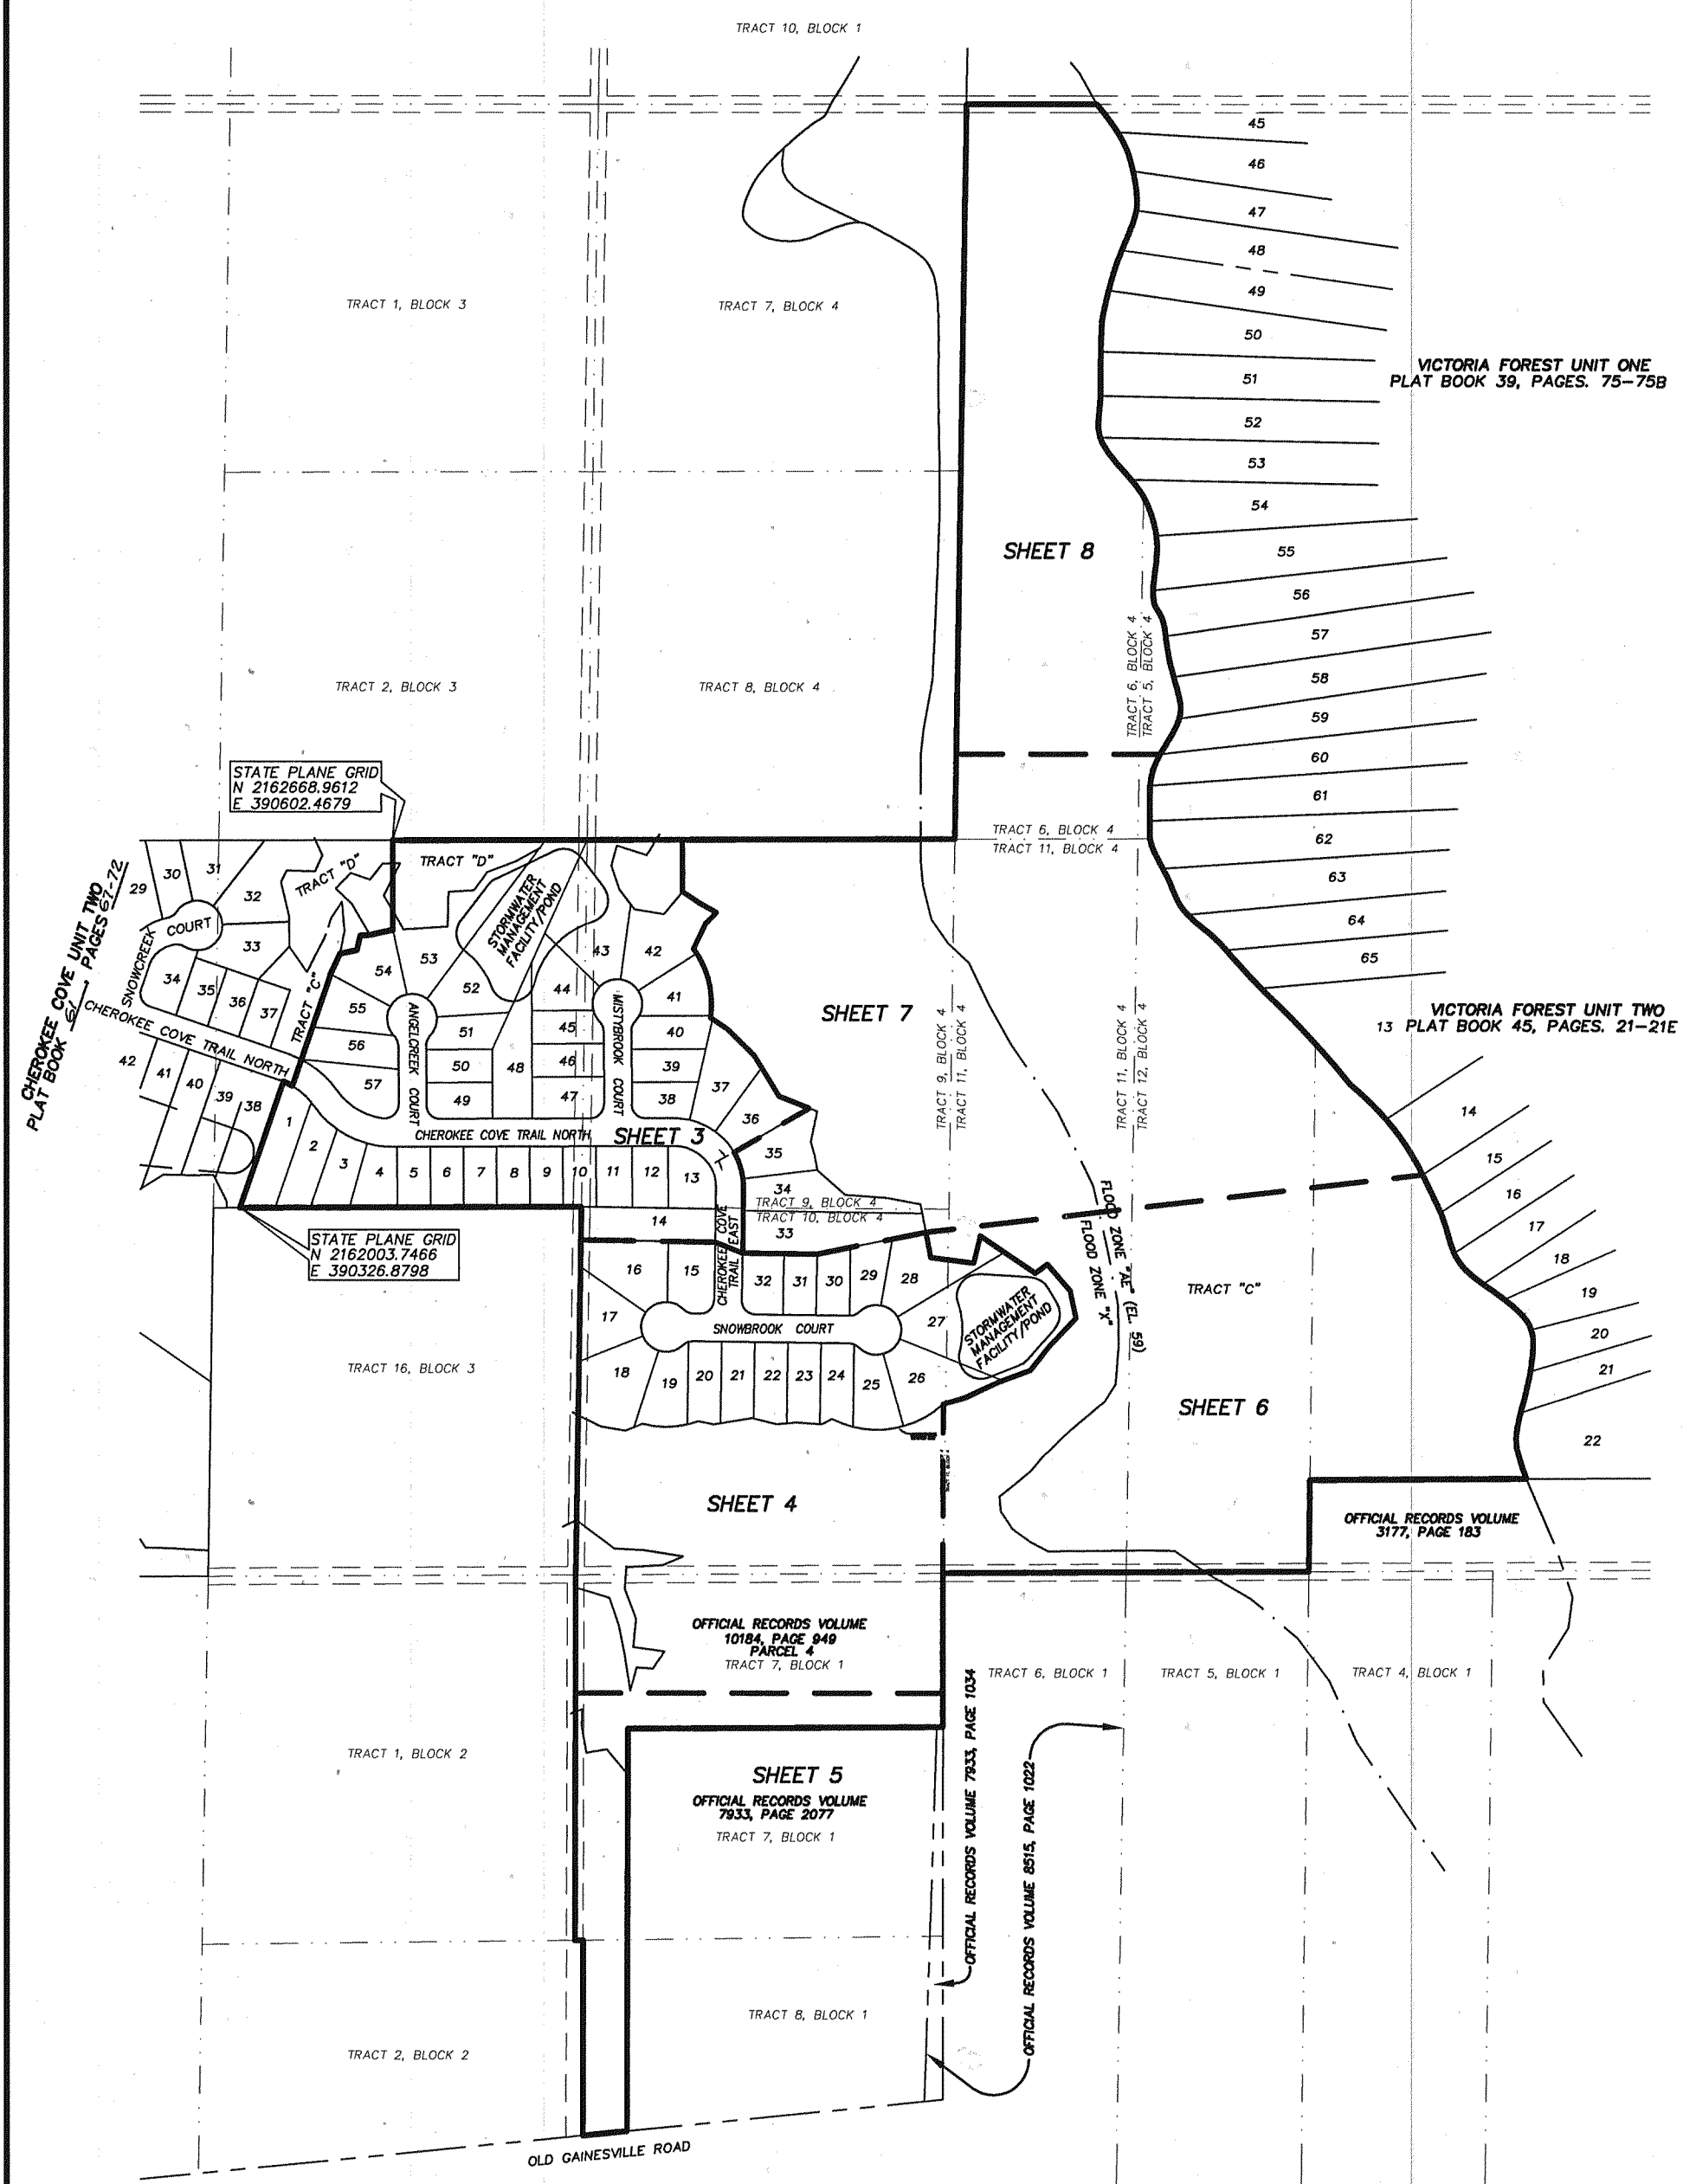 TRACT 10, BLOCK 1
45
46
47
48
49
50
51
52
53
54
55
56
57
58
59
60
61
62
63
64
65
TRACT 1, BLOCK 3
TRACT 7, BLOCK 4
VICTORIA FOREST UNIT ONE
PLAT BOOK 39, PAGES. 75-75B
SHEET 8
TRACT 6, BLOCK 4
TRACT 5, BLOCK 4
TRACT 2, BLOCK 3
TRACT 8, BLOCK 4
STATE PLANE GRID
N 2162668.9612
E 390602.4679
TRACT 6, BLOCK 4
TRACT 11, BLOCK 4
CHEROKEE COVE UNIT TWO
PLAT BOOK 61, PAGES 67-72
29
30
31
32
33
34
35
36
37
SNOWCREEK
COURT
TRACT "D"
TRACT "C"
CHEROKEE COVE TRAIL NORTH
42
41
40
39
38
TRACT "D"
STORMWATER
MANAGEMENT
FACILITY/POND
54
53
52
55
56
57
51
50
49
48
ANGELCREEK COURT
43
42
44
45
46
47
MISTYBROOK COURT
41
40
39
38
37
36
35
34
33
CHEROKEE COVE TRAIL NORTH
SHEET 3
1
2
3
4
5
6
7
8
9
10
11
12
13
14
TRACT 9, BLOCK 4
TRACT 10, BLOCK 4
SHEET 7
TRACT 9, BLOCK 4
TRACT 11, BLOCK 4
TRACT 11, BLOCK 4
TRACT 12, BLOCK 4
VICTORIA FOREST UNIT TWO
13 PLAT BOOK 45, PAGES. 21-21E
14
15
16
17
18
19
20
21
22
STATE PLANE GRID
N 2162003.7466
E 390326.8798
CHEROKEE COVE
TRAIL EAST
16
15
32
31
30
29
28
17
SNOWBROOK COURT
27
STORMWATER
MANAGEMENT
FACILITY/POND
18
19
20
21
22
23
24
25
26
FLOOD ZONE "AE" (EL. 59)
FLOOD ZONE "X"
TRACT "C"
SHEET 6
TRACT 16, BLOCK 3
SHEET 4
OFFICIAL RECORDS VOLUME
3177, PAGE 183
OFFICIAL RECORDS VOLUME
10184, PAGE 949
PARCEL 4
TRACT 7, BLOCK 1
TRACT 6, BLOCK 1
TRACT 5, BLOCK 1
TRACT 4, BLOCK 1
TRACT 1, BLOCK 2
SHEET 5
OFFICIAL RECORDS VOLUME
7933, PAGE 2077
TRACT 7, BLOCK 1
OFFICIAL RECORDS VOLUME 7933, PAGE 1034
OFFICIAL RECORDS VOLUME 8515, PAGE 1022
TRACT 8, BLOCK 1
TRACT 2, BLOCK 2
OLD GAINESVILLE ROAD